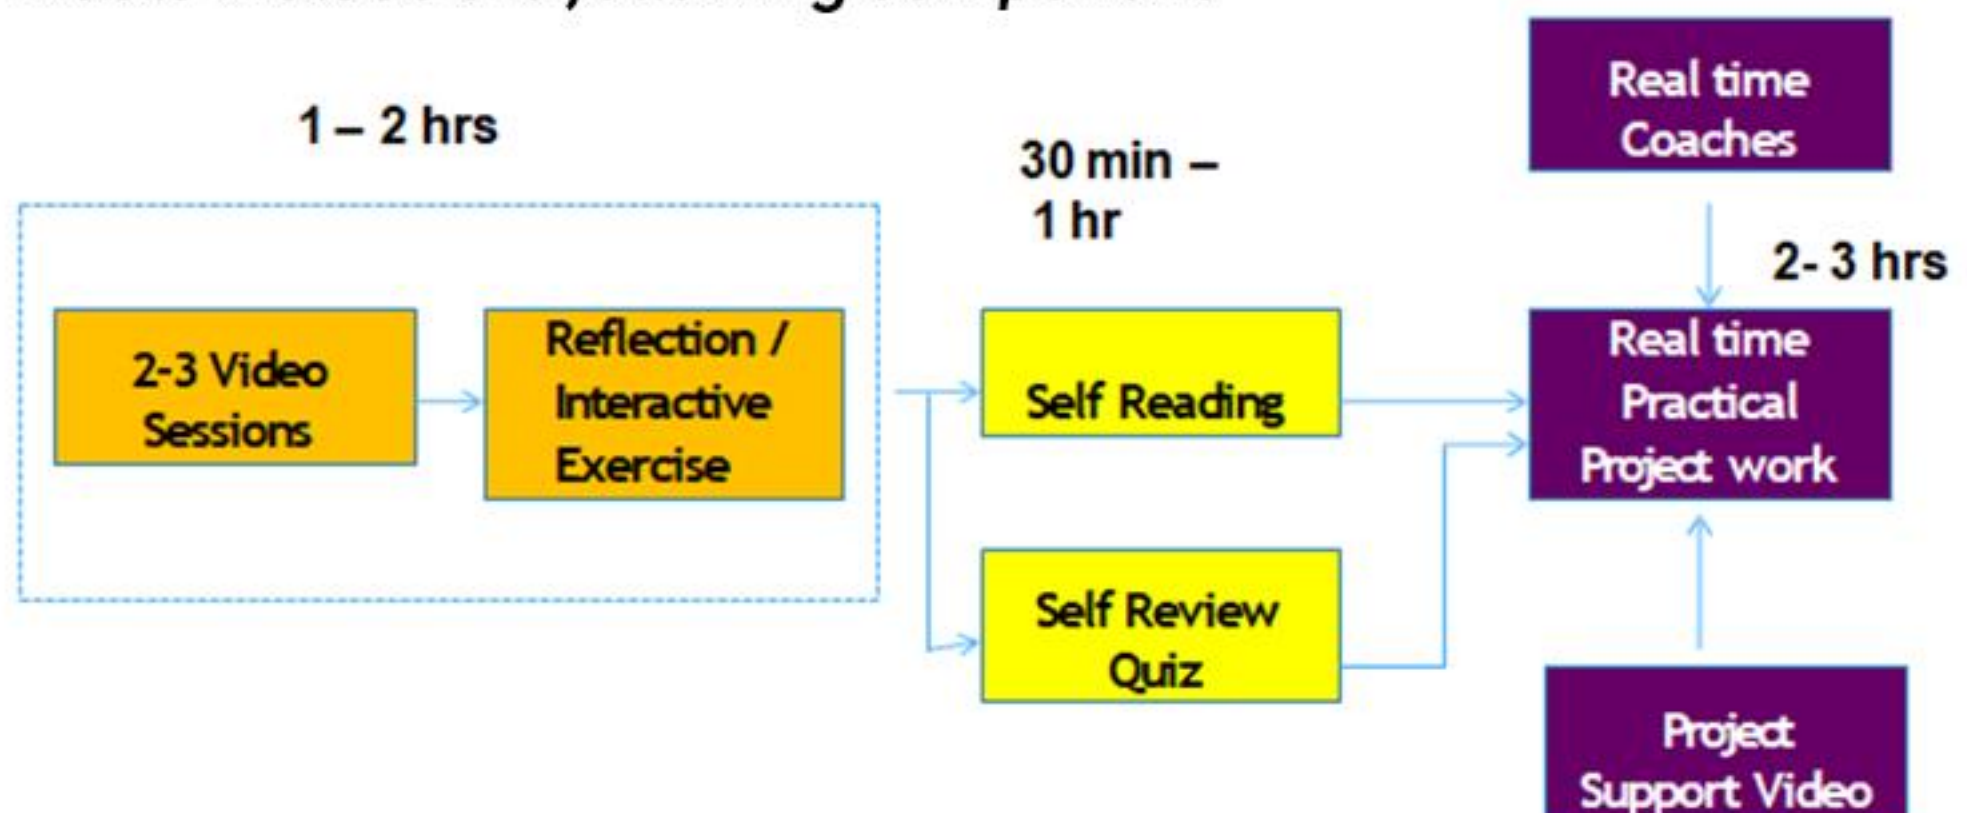 1 – 2 hrs
30 min –
1 hr
Real time
Coaches
2- 3 hrs
2-3 Video
Sessions
Reflection /
Interactive
Exercise
Self Reading
Real time
Practical
Project work
Self Review
Quiz
Project
Support Video